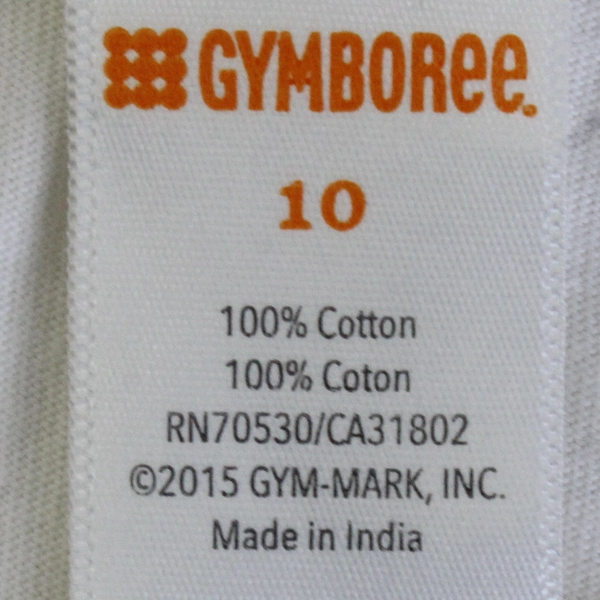 GYMBOREE.
10
100% Cotton
100% Coton
RN70530/CA31802
©2015 GYM-MARK, INC.
Made in India